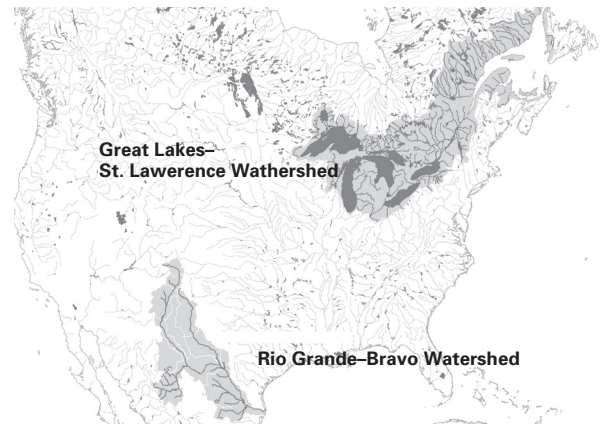 Great Lakes–
St. Lawerence Wathershed
Rio Grande–Bravo Watershed